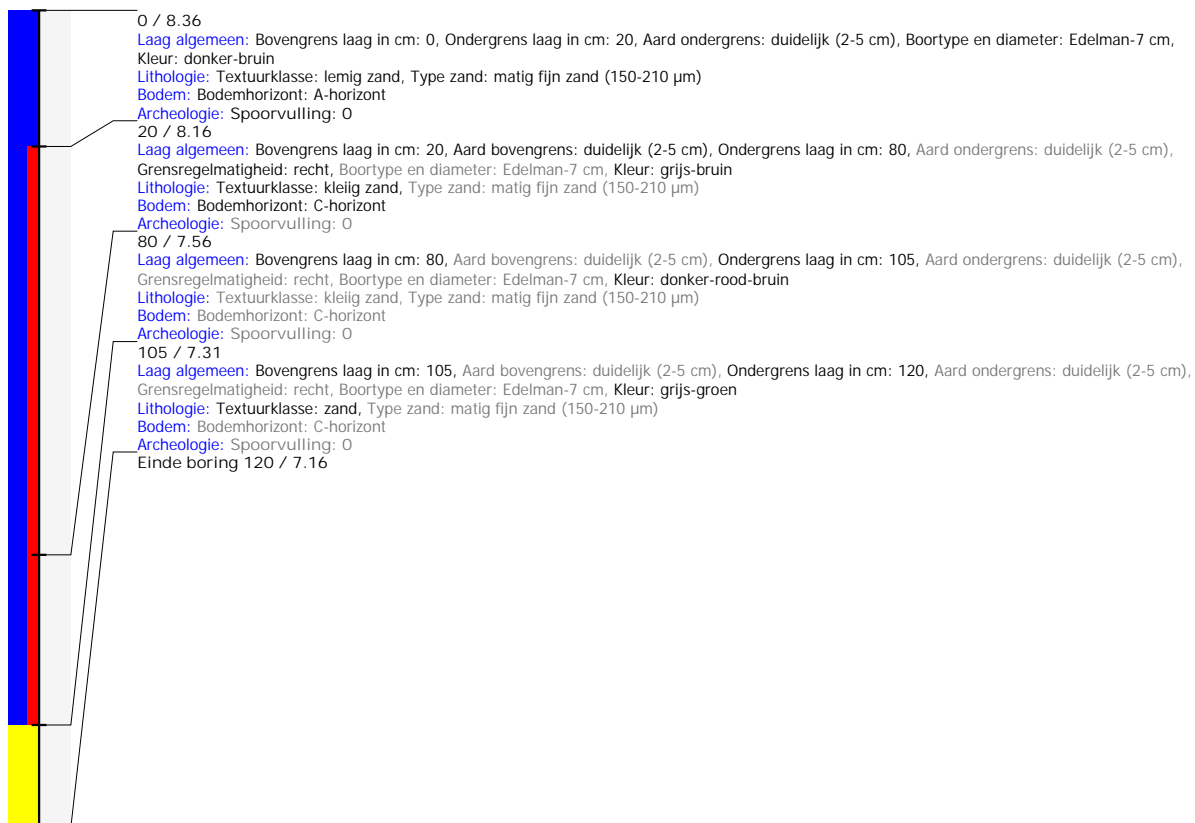 0 / 8.36
Laag algemeen: Bovengrens laag in cm: 0, Ondergrens laag in cm: 20, Aard ondergrens: duidelijk (2-5 cm), Boortype en diameter: Edelman-7 cm,
Kleur: donker-bruin
Lithologie: Textuurklasse: lemig zand, Type zand: matig fijn zand (150-210 µm)
Bodem: Bodemhorizont: A-horizont
Archeologie: Spoorvulling: 0
20 / 8.16
Laag algemeen: Bovengrens laag in cm: 20, Aard bovengrens: duidelijk (2-5 cm), Ondergrens laag in cm: 80, Aard ondergrens: duidelijk (2-5 cm),
Grensregelmatigheid: recht, Boortype en diameter: Edelman-7 cm, Kleur: grijs-bruin
Lithologie: Textuurklasse: kleiig zand, Type zand: matig fijn zand (150-210 µm)
Bodem: Bodemhorizont: C-horizont
Archeologie: Spoorvulling: 0
80 / 7.56
Laag algemeen: Bovengrens laag in cm: 80, Aard bovengrens: duidelijk (2-5 cm), Ondergrens laag in cm: 105, Aard ondergrens: duidelijk (2-5 cm),
Grensregelmatigheid: recht, Boortype en diameter: Edelman-7 cm, Kleur: donker-rood-bruin
Lithologie: Textuurklasse: kleiig zand, Type zand: matig fijn zand (150-210 µm)
Bodem: Bodemhorizont: C-horizont
Archeologie: Spoorvulling: 0
105 / 7.31
Laag algemeen: Bovengrens laag in cm: 105, Aard bovengrens: duidelijk (2-5 cm), Ondergrens laag in cm: 120, Aard ondergrens: duidelijk (2-5 cm),
Grensregelmatigheid: recht, Boortype en diameter: Edelman-7 cm, Kleur: grijs-groen
Lithologie: Textuurklasse: zand, Type zand: matig fijn zand (150-210 µm)
Bodem: Bodemhorizont: C-horizont
Archeologie: Spoorvulling: 0
Einde boring 120 / 7.16